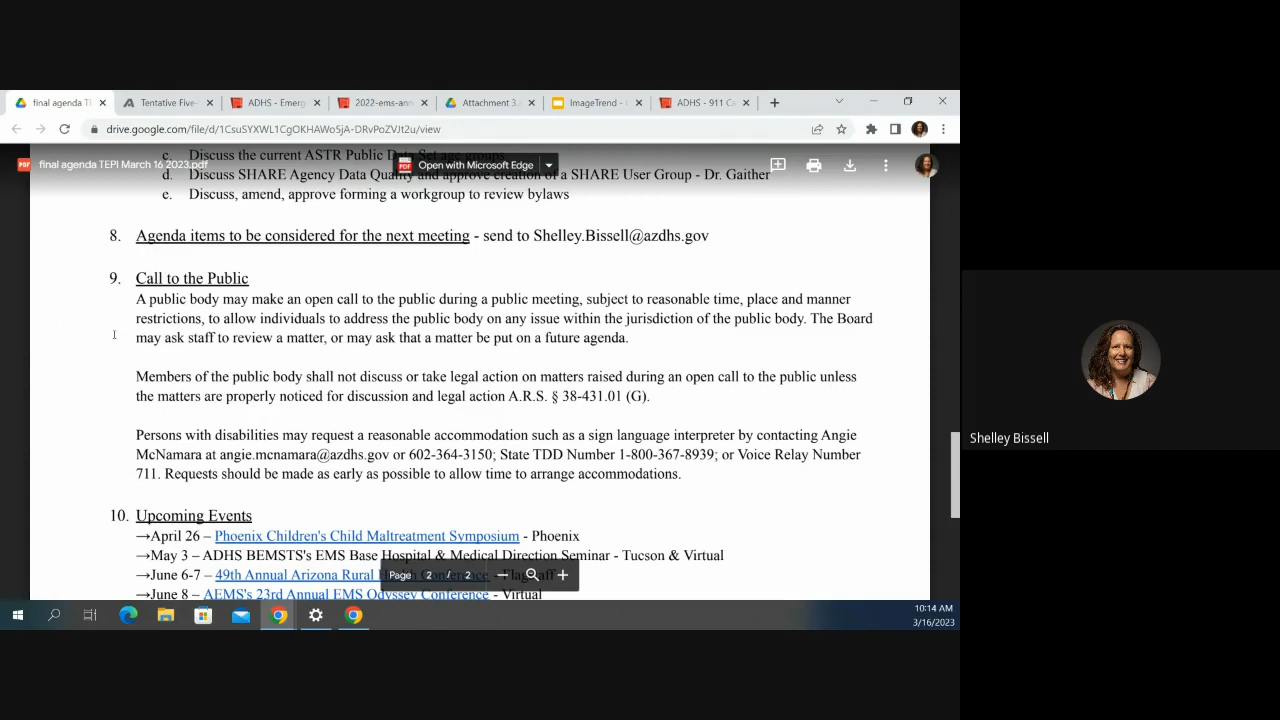 final agenda TE
Tentative Five-
ADHS - Emerg
2022-ems-ann
Attachment 3.
ImageTrend -
ADHS - 911 Ca
drive.google.com/file/d/1CsuSYXWL1CgOKHAWo5jA-DRvPoZVJt2u/view
c. Discuss the current ASTR Public Data Set age groups
PDF final agenda TEPI March 16 2023.pdf
PDF Open with Microsoft Edge
d. Discuss SHARE Agency Data Quality and approve creation of a SHARE User Group - Dr. Gaither
e. Discuss, amend, approve forming a workgroup to review bylaws
8. Agenda items to be considered for the next meeting - send to Shelley.Bissell@azdhs.gov
9. Call to the Public
A public body may make an open call to the public during a public meeting, subject to reasonable time, place and manner
restrictions, to allow individuals to address the public body on any issue within the jurisdiction of the public body. The Board
may ask staff to review a matter, or may ask that a matter be put on a future agenda.
Members of the public body shall not discuss or take legal action on matters raised during an open call to the public unless
the matters are properly noticed for discussion and legal action A.R.S. § 38-431.01 (G).
Persons with disabilities may request a reasonable accommodation such as a sign language interpreter by contacting Angie
McNamara at angie.mcnamara@azdhs.gov or 602-364-3150; State TDD Number 1-800-367-8939; or Voice Relay Number
711. Requests should be made as early as possible to allow time to arrange accommodations.
10. Upcoming Events
→April 26 – Phoenix Children's Child Maltreatment Symposium - Phoenix
→May 3 – ADHS BEMSTS's EMS Base Hospital & Medical Direction Seminar - Tucson & Virtual
→June 6-7 – 49th Annual Arizona Rural Health Conference - Flagstaff
Page 2 / 2
→June 8 – AEMS's 23rd Annual EMS Odyssey Conference - Virtual
10:14 AM
3/16/2023
Shelley Bissell